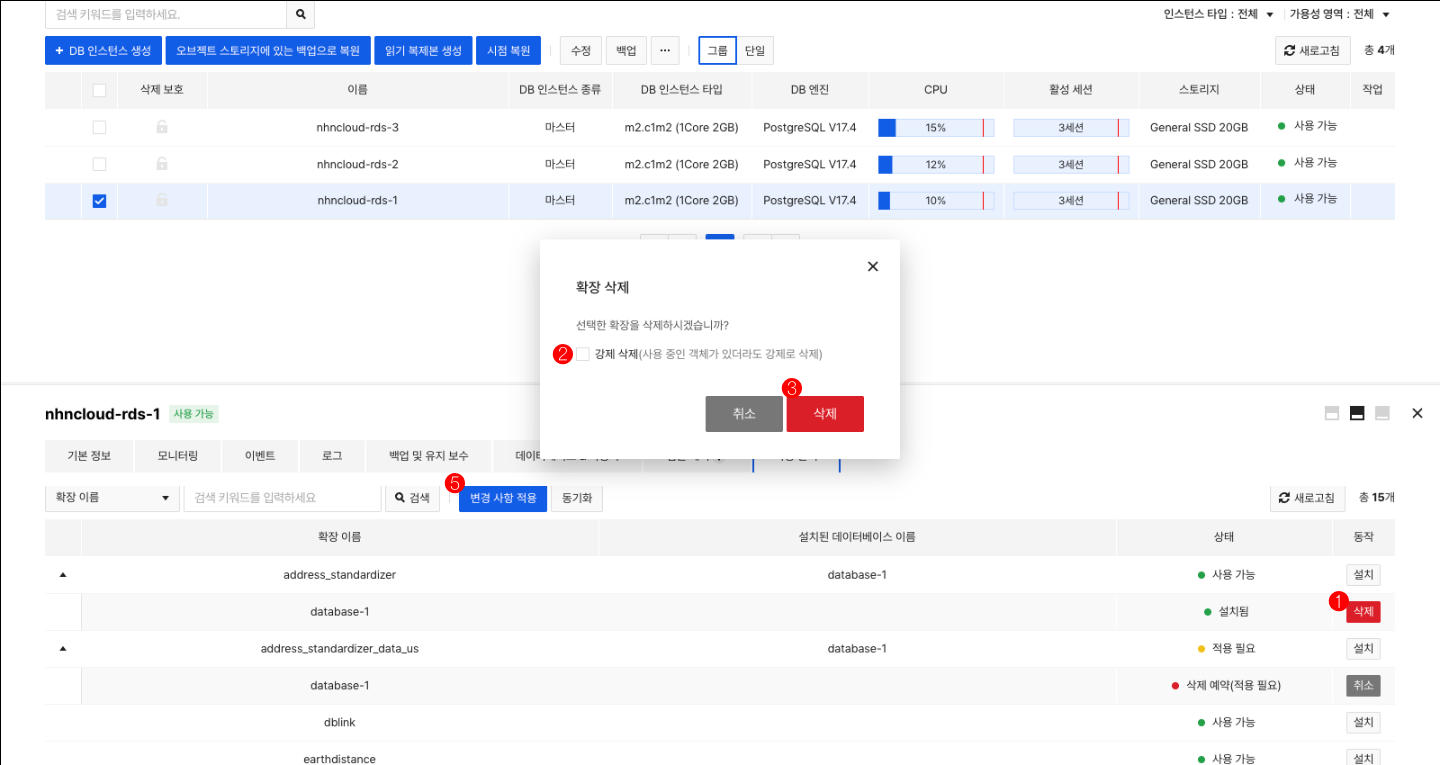 검색 키워드를 입력하세요.
인스턴스 타입 : 전체 가용성 영역 : 전체
+ DB 인스턴스 생성 오브젝트 스토리지에 있는 백업으로 복원 읽기 복제본 생성 시점 복원 수정 백업 ··· 그룹 단일 새로고침 총 4개
삭제 보호 이름 DB 인스턴스 종류 DB 인스턴스 타입 DB 엔진 CPU 활성 세션 스토리지 상태 작업
nhncloud-rds-3 마스터 m2.c1m2 (1Core 2GB) PostgreSQL V17.4 15% 3세션 General SSD 20GB 사용 가능
nhncloud-rds-2 마스터 m2.c1m2 (1Core 2GB) PostgreSQL V17.4 12% 3세션 General SSD 20GB 사용 가능
nhncloud-rds-1 마스터 m2.c1m2 (1Core 2GB) PostgreSQL V17.4 10% 3세션 General SSD 20GB 사용 가능
확장 삭제
선택한 확장을 삭제하시겠습니까?
2 강제 삭제(사용 중인 객체가 있더라도 강제로 삭제)
3
취소 삭제
nhncloud-rds-1 사용 가능
기본 정보 모니터링 이벤트 로그 백업 및 유지 보수
5
확장 이름 검색 키워드를 입력하세요 검색 변경 사항 적용 동기화 새로고침 총 15개
확장 이름 설치된 데이터베이스 이름 상태 동작
address_standardizer database-1 사용 가능 설치
1
database-1 설치됨 삭제
address_standardizer_data_us database-1 적용 필요 설치
database-1 삭제 예약(적용 필요) 취소
dblink 사용 가능 설치
earthdistance 사용 가능 설치